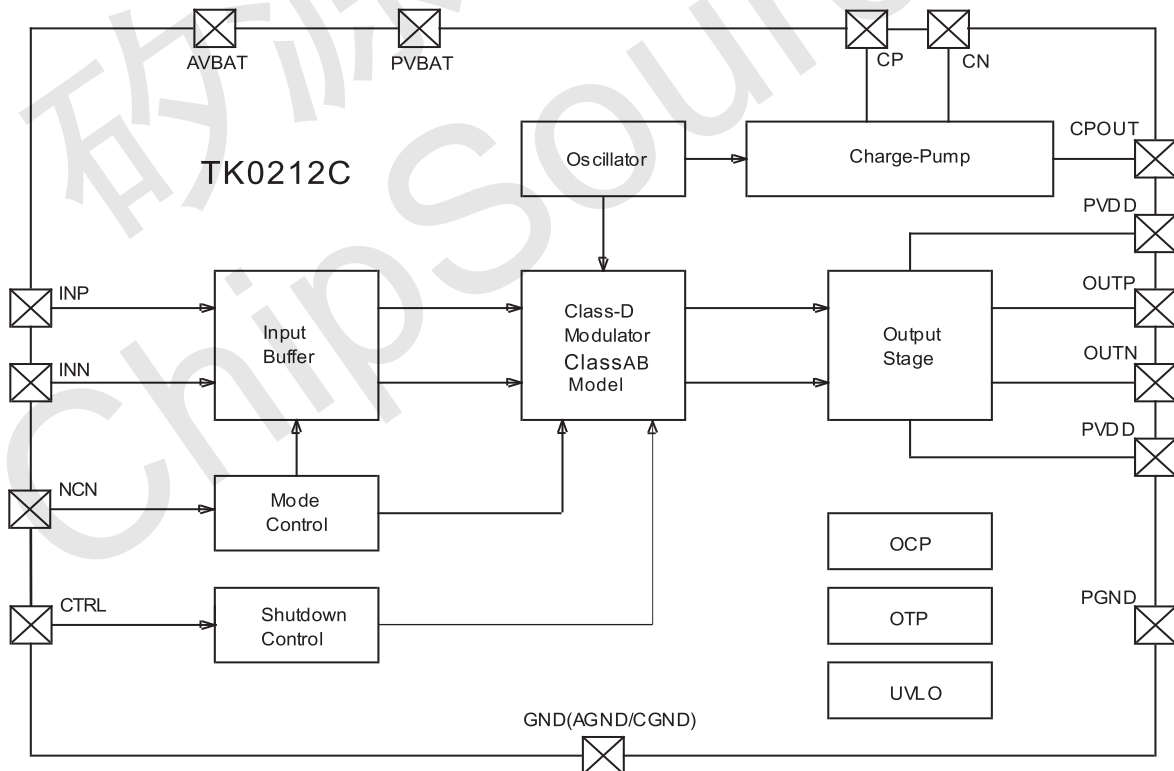 AVBAT
PVBAT
CP
CN
CPOUT
TK0212C
Oscillator
Charge-Pump
PVDD
INP
OUTP
Input
Buffer
Class-D
Modulator
ClassAB
Model
Output
Stage
INN
OUTN
PVDD
NCN
Mode
Control
OCP
CTRL
Shutdown
Control
OTP
PGND
UVLO
GND(AGND/CGND)
矽源
ChipSour